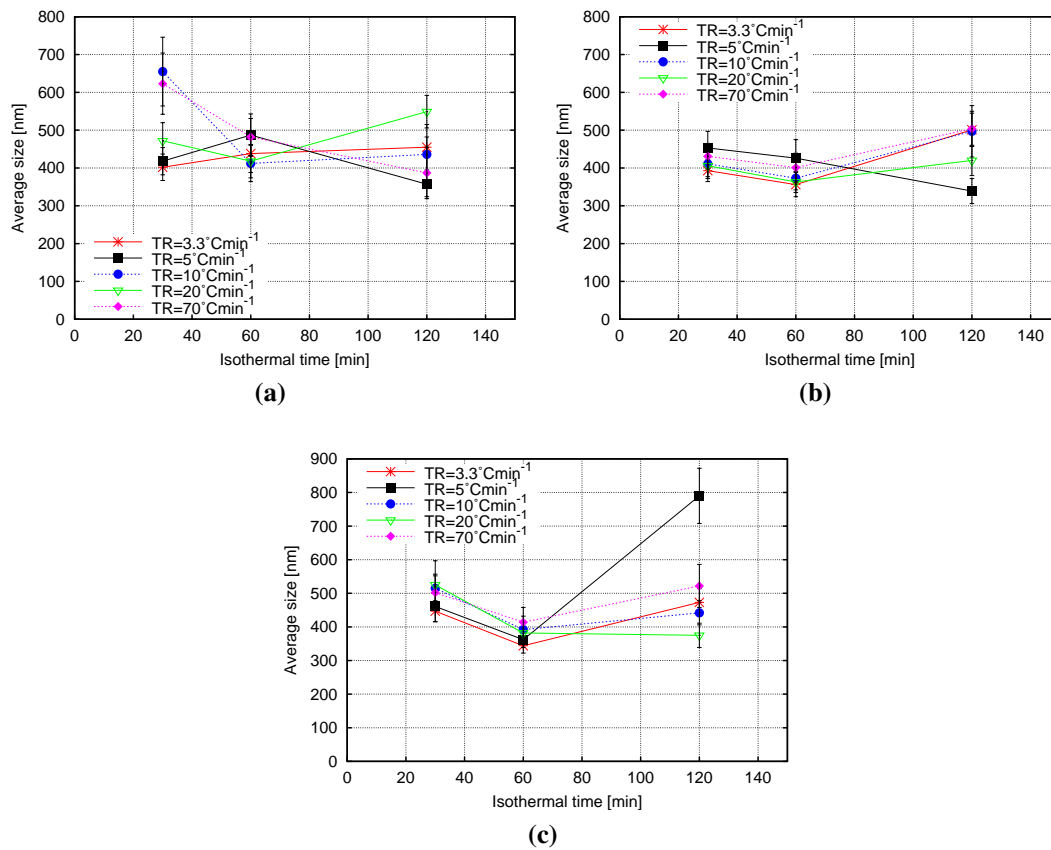 800
700
600
500
400
300
200
100
0
Average size [nm]
TR=3.3˚Cmin⁻¹
TR=5˚Cmin⁻¹
TR=10˚Cmin⁻¹
TR=20˚Cmin⁻¹
TR=70˚Cmin⁻¹
0 20 40 60 80 100 120 140
Isothermal time [min]
(a)
800
700
600
500
400
300
200
100
0
Average size [nm]
TR=3.3˚Cmin⁻¹
TR=5˚Cmin⁻¹
TR=10˚Cmin⁻¹
TR=20˚Cmin⁻¹
TR=70˚Cmin⁻¹
0 20 40 60 80 100 120 140
Isothermal time [min]
(b)
900
800
700
600
500
400
300
200
100
0
Average size [nm]
TR=3.3˚Cmin⁻¹
TR=5˚Cmin⁻¹
TR=10˚Cmin⁻¹
TR=20˚Cmin⁻¹
TR=70˚Cmin⁻¹
0 20 40 60 80 100 120 140
Isothermal time [min]
(c)